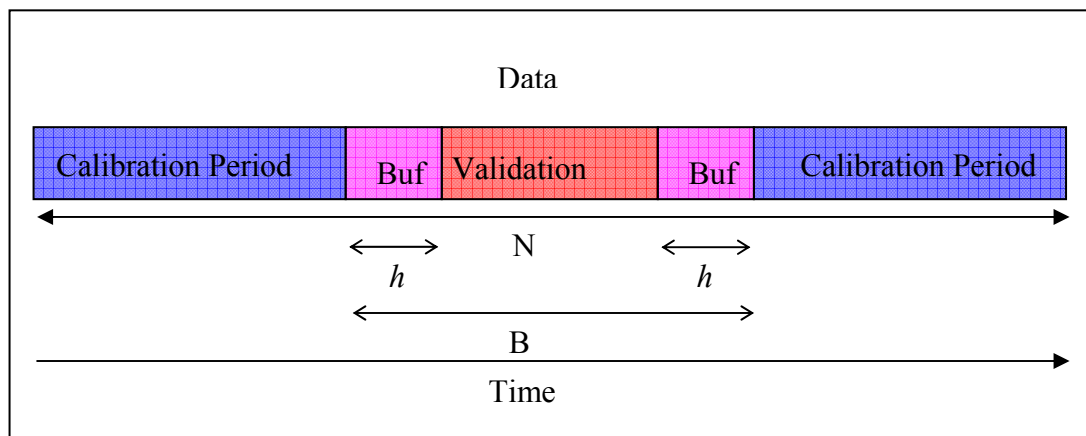 Data
Calibration Period Buf Validation Buf Calibration Period
N
h h
B
Time